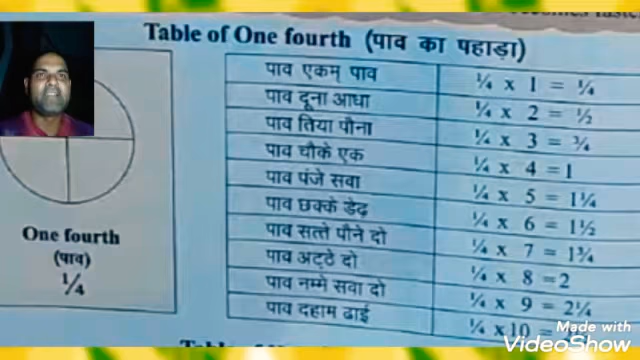 Table of One fourth (पाव का पहाड़ा)
पाव एकम् पाव ¼ x 1 = ¼
पाव दूना आधा ¼ x 2 = ½
पाव तिया पौना ¼ x 3 = ¾
पाव चौके एक ¼ x 4 = 1
पाव पंजे सवा ¼ x 5 = 1¼
पाव छक्के डेढ़ ¼ x 6 = 1½
पाव सत्ते पौने दो ¼ x 7 = 1¾
पाव अट्ठे दो ¼ x 8 = 2
पाव नम्मे सवा दो ¼ x 9 = 2¼
पाव दहाम ढाई ¼ x 10 =
One fourth
(पाव)
¼
Made with
VideoShow